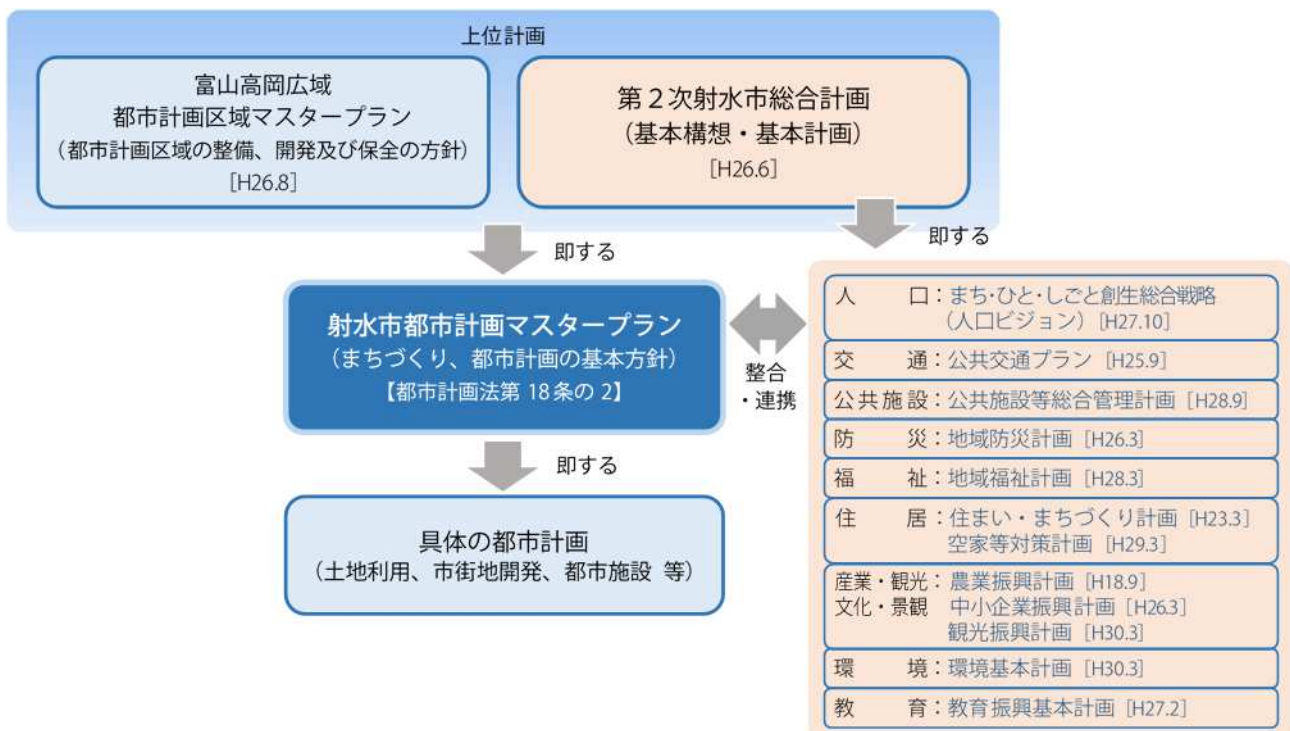 上位計画
富山高岡広域
都市計画区域マスタープラン
（都市計画区域の整備、開発及び保全の方針）
[H26.8]
第２次射水市総合計画
（基本構想・基本計画）
[H26.6]
即する
即する
射水市都市計画マスタープラン
（まちづくり、都市計画の基本方針）
【都市計画法第 18条の 2】
整合
・連携
即する
具体の都市計画
（土地利用、市街地開発、都市施設 等）
人　　　口：まち・ひと・しごと創生総合戦略
（人口ビジョン）[H27.10]
交　　　通：公共交通プラン [H25.9]
公共施設：公共施設等総合管理計画 [H28.9]
防　　　災：地域防災計画 [H26.3]
福　　　祉：地域福祉計画 [H28.3]
住　　　居：住まい・まちづくり計画 [H23.3]
空家等対策計画 [H29.3]
産業・観光：農業振興計画 [H18.9]
文化・景観　中小企業振興計画 [H26.3]
観光振興計画 [H30.3]
環　　　境：環境基本計画 [H30.3]
教　　　育：教育振興基本計画 [H27.2]